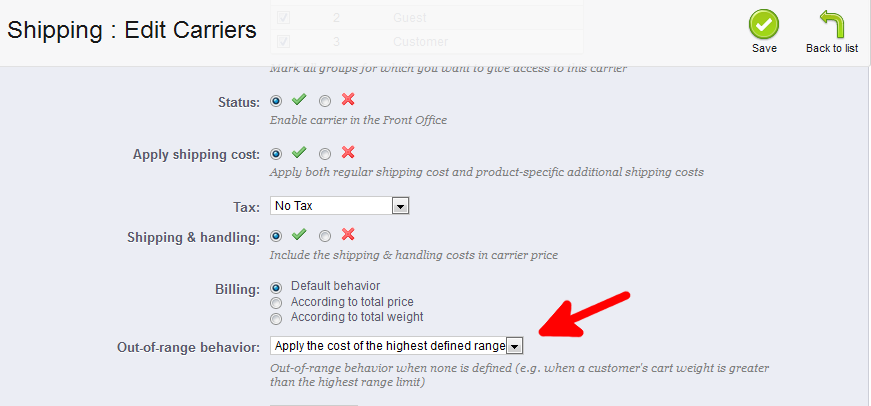 2 Guest
Shipping : Edit Carriers
3 Customer
Save
Back to list
Mark all groups for which you want to give access to this carrier
Status:
Enable carrier in the Front Office
Apply shipping cost:
Apply both regular shipping cost and product-specific additional shipping costs
Tax: No Tax
Shipping & handling:
Include the shipping & handling costs in carrier price
Billing: Default behavior
According to total price
According to total weight
Out-of-range behavior: Apply the cost of the highest defined range
Out-of-range behavior when none is defined (e.g. when a customer's cart weight is greater
than the highest range limit)